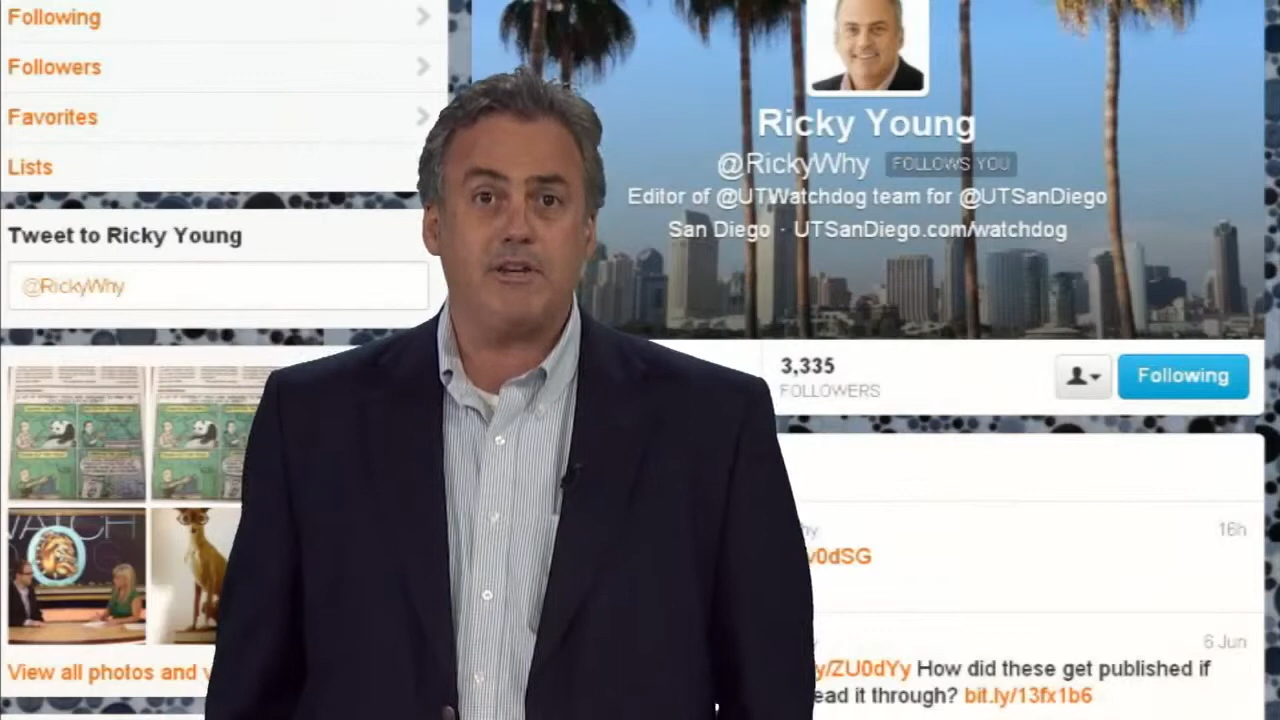 Following
Followers
Favorites
Lists
Tweet to Ricky Young
@RickyWhy
View all photos and v
Ricky Young
@RickyWhy FOLLOWS YOU
Editor of @UTWatchdog team for @UTSanDiego
San Diego · UTSanDiego.com/watchdog
3,335
FOLLOWERS
Following
hy 16h
v0dSG
6 Jun
y/ZU0dYy How did these get published if
ead it through? bit.ly/13fx1b6
WATCH